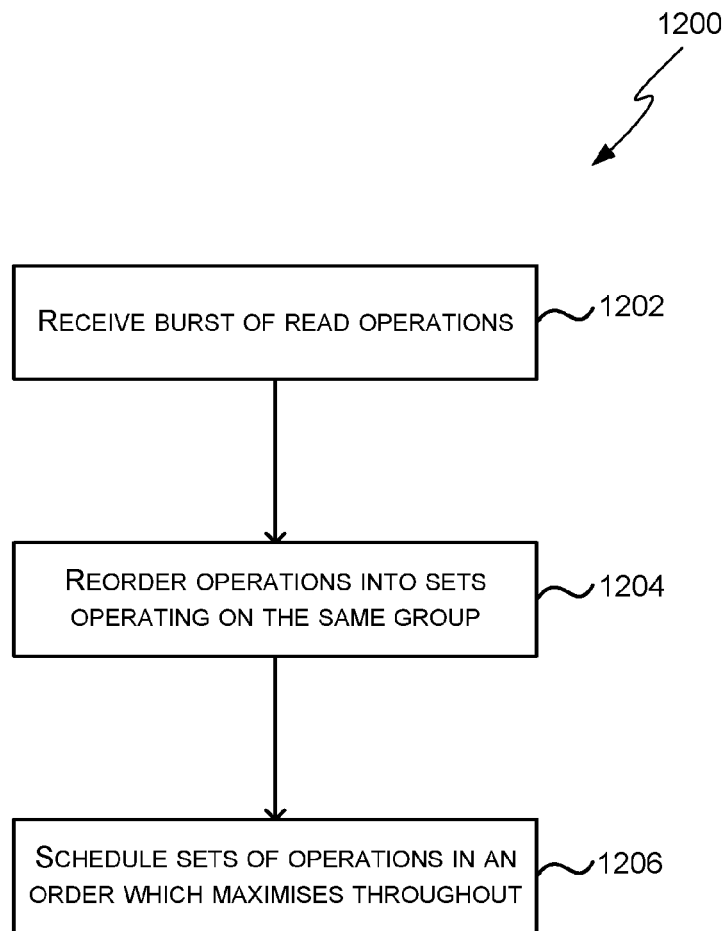 1200
RECEIVE BURST OF READ OPERATIONS
1202
REORDER OPERATIONS INTO SETS
OPERATING ON THE SAME GROUP
1204
SCHEDULE SETS OF OPERATIONS IN AN
ORDER WHICH MAXIMISES THROUGHOUT
1206